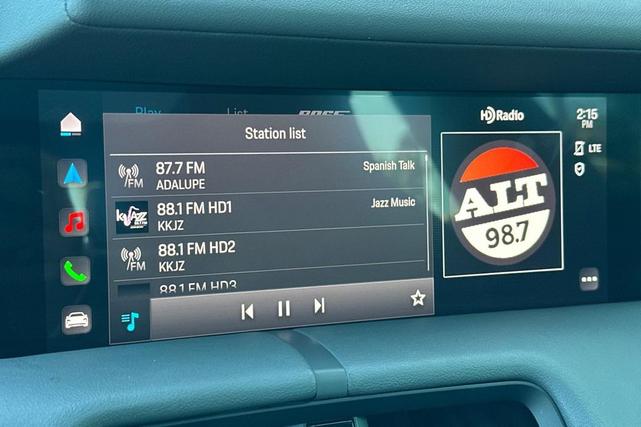 Play
List
BOSE
HD Radio
2:15
PM
Station list
87.7 FM
Spanish Talk
FM
ADALUPE
LTE
88.1 FM HD1
Jazz Music
KKJZ
kjazz
88.1 FM HD2
FM
KKJZ
88.1 FM HD3
ALT
98.7